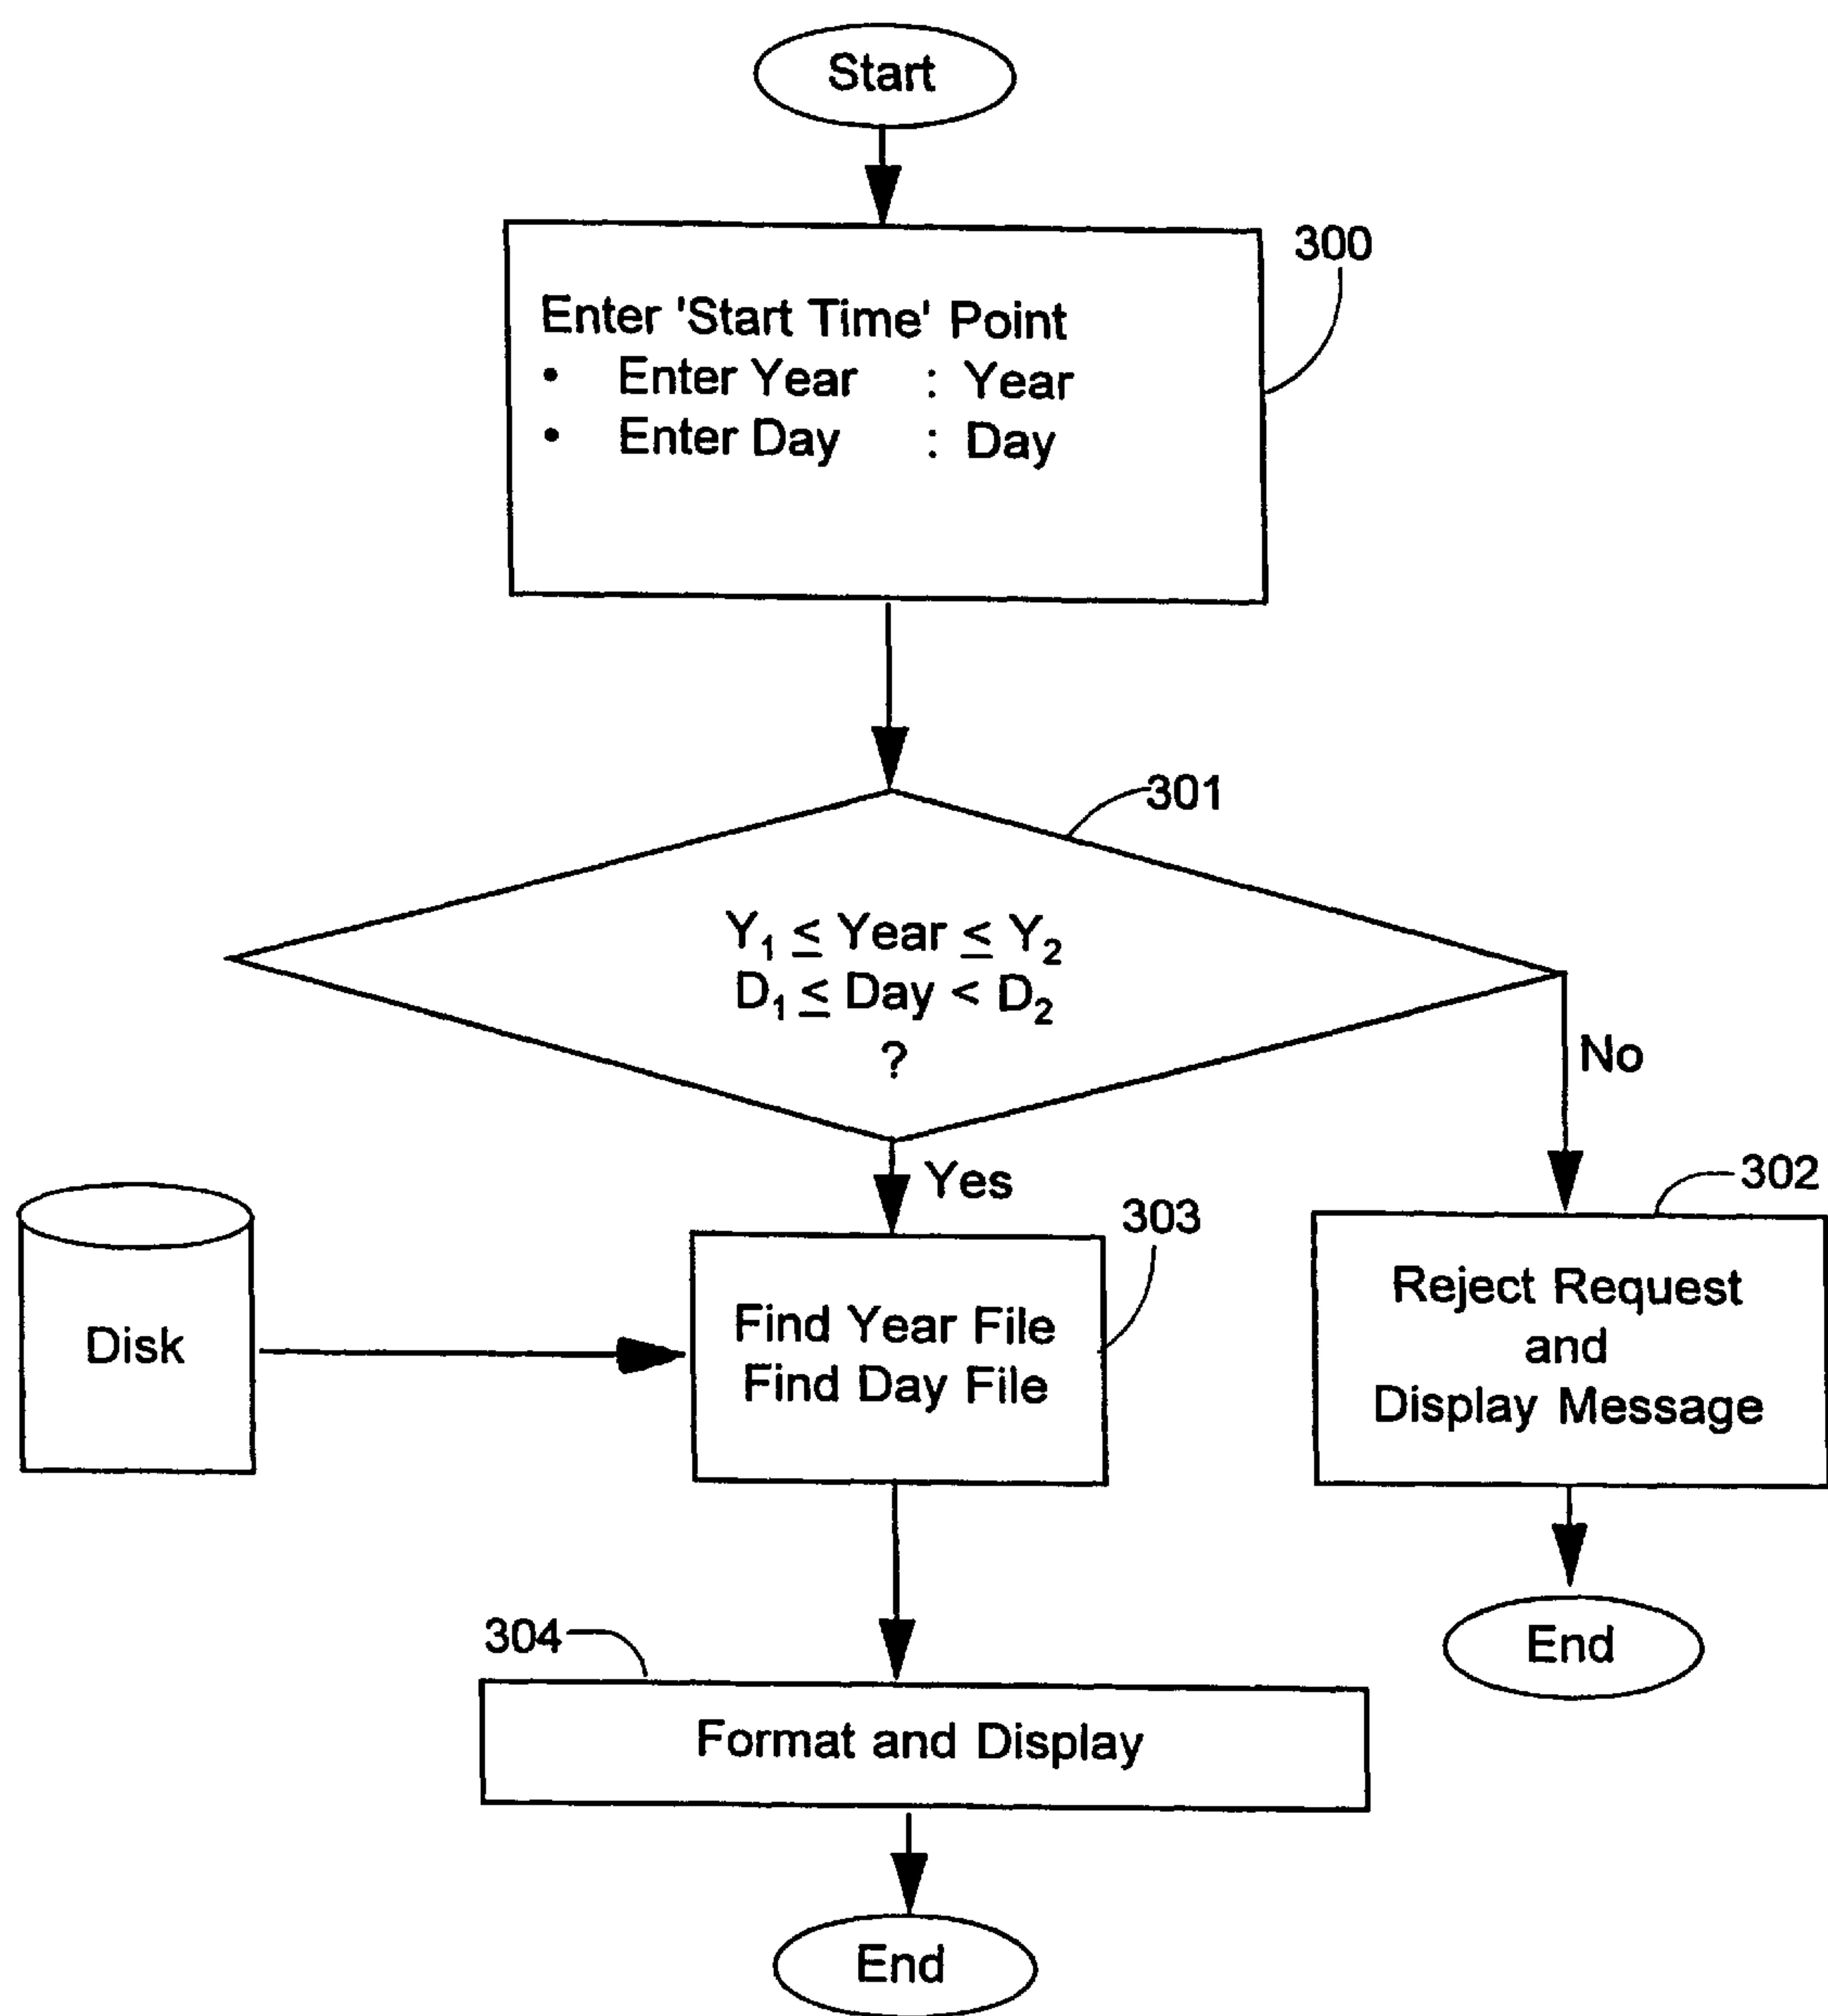 Start
300
Enter 'Start Time' Point
• Enter Year : Year
• Enter Day : Day
301
Y₁ ≤ Year ≤ Y₂
D₁ ≤ Day < D₂
?
No
Yes
302
303
Disk
Find Year File
Find Day File
Reject Request
and
Display Message
304
End
Format and Display
End